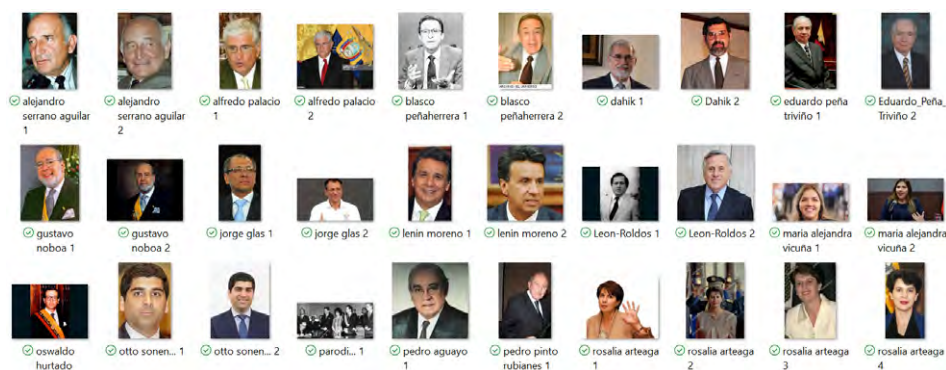 alejandro
serrano aguilar
1
alejandro
serrano aguilar
2
alfredo palacio
1
alfredo palacio
2
blasco
peñaherrera 1
blasco
peñaherrera 2
dahik 1
Dahik 2
eduardo peña
triviño 1
Eduardo_Peña_
Triviño 2
gustavo
noboa 1
gustavo
noboa 2
jorge glas 1
jorge glas 2
lenin moreno 1
lenin moreno 2
Leon-Roldos 1
Leon-Roldos 2
maria alejandra
vicuña 1
maria alejandra
vicuña 2
oswaldo
hurtado
otto sonen... 1
otto sonen... 2
parodi... 1
pedro aguayo
1
pedro pinto
rubianes 1
rosalia arteaga
1
rosalia arteaga
2
rosalia arteaga
3
rosalia arteaga
4